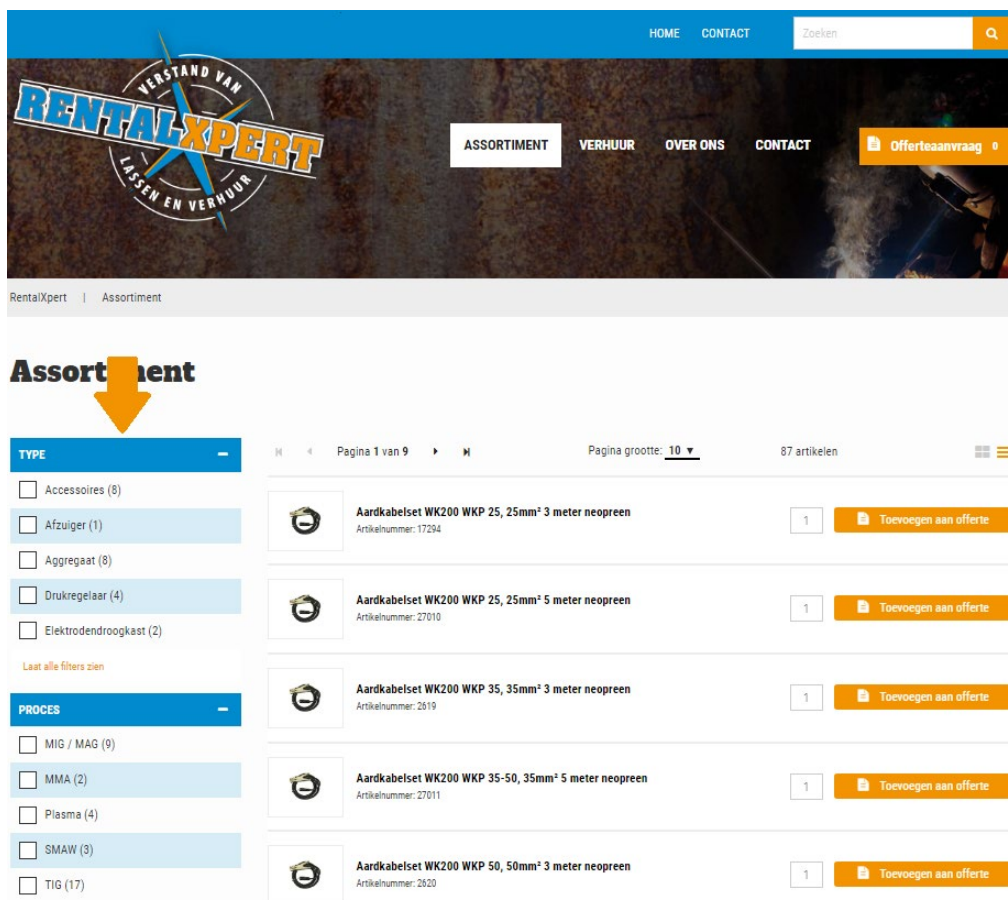 HOME CONTACT Zoeken
VERSTAND VAN
RENTALXPERT
LASSEN EN VERHUUR
ASSORTIMENT VERHUUR OVER ONS CONTACT Offerteaanvraag 0
RentalXpert | Assortiment
Assort ent
TYPE
Accessoires (8)
Afzuiger (1)
Aggregaat (8)
Drukregelaar (4)
Elektrodendroogkast (2)
Laat alle filters zien
PROCES
MIG / MAG (9)
MMA (2)
Plasma (4)
SMAW (3)
TIG (17)
Pagina 1 van 9 Pagina grootte: 10 ▼ 87 artikelen
Aardkabelset WK200 WKP 25, 25mm² 3 meter neopreen
Artikelnummer: 17294
1 Toevoegen aan offerte
Aardkabelset WK200 WKP 25, 25mm² 5 meter neopreen
Artikelnummer: 27010
1 Toevoegen aan offerte
Aardkabelset WK200 WKP 35, 35mm² 3 meter neopreen
Artikelnummer: 2619
1 Toevoegen aan offerte
Aardkabelset WK200 WKP 35-50, 35mm² 5 meter neopreen
Artikelnummer: 27011
1 Toevoegen aan offerte
Aardkabelset WK200 WKP 50, 50mm² 3 meter neopreen
Artikelnummer: 2620
1 Toevoegen aan offerte